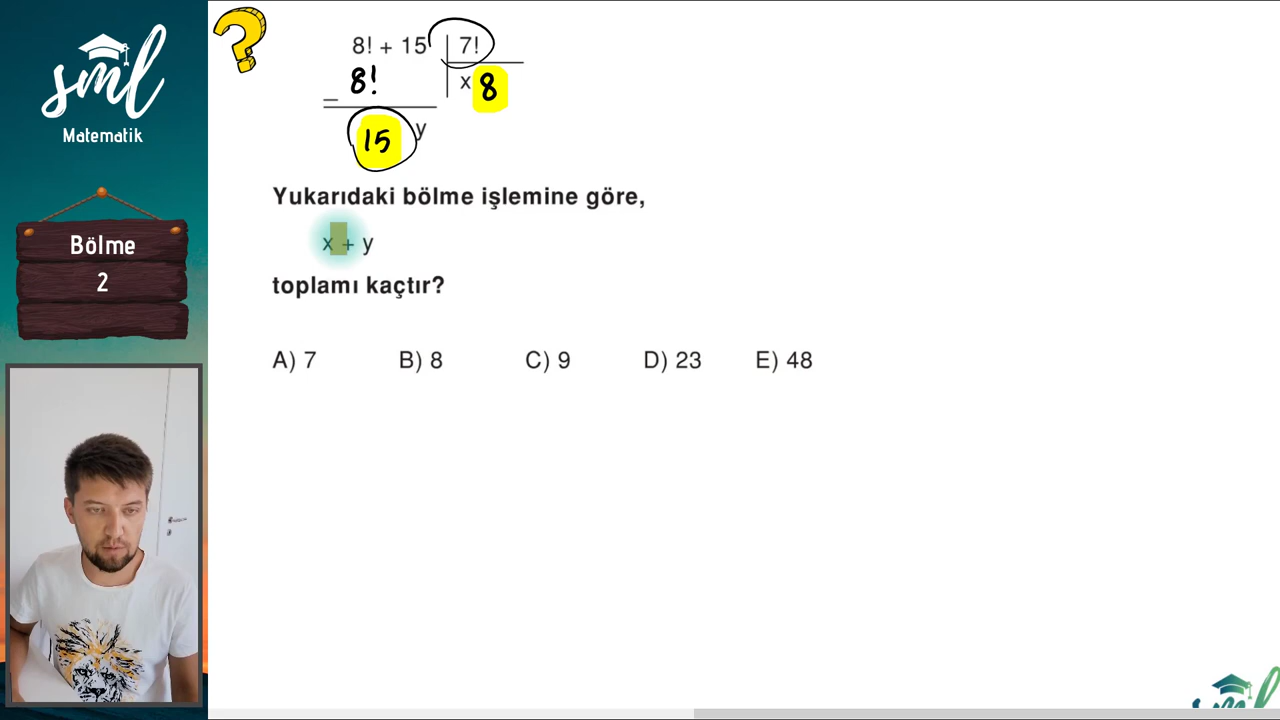 sml
Matematik
Bölme
2
8! + 15 7!
8! x 8
15 y
Yukarıdaki bölme işlemine göre,
x + y
toplamı kaçtır?
A) 7 B) 8 C) 9 D) 23 E) 48
sml